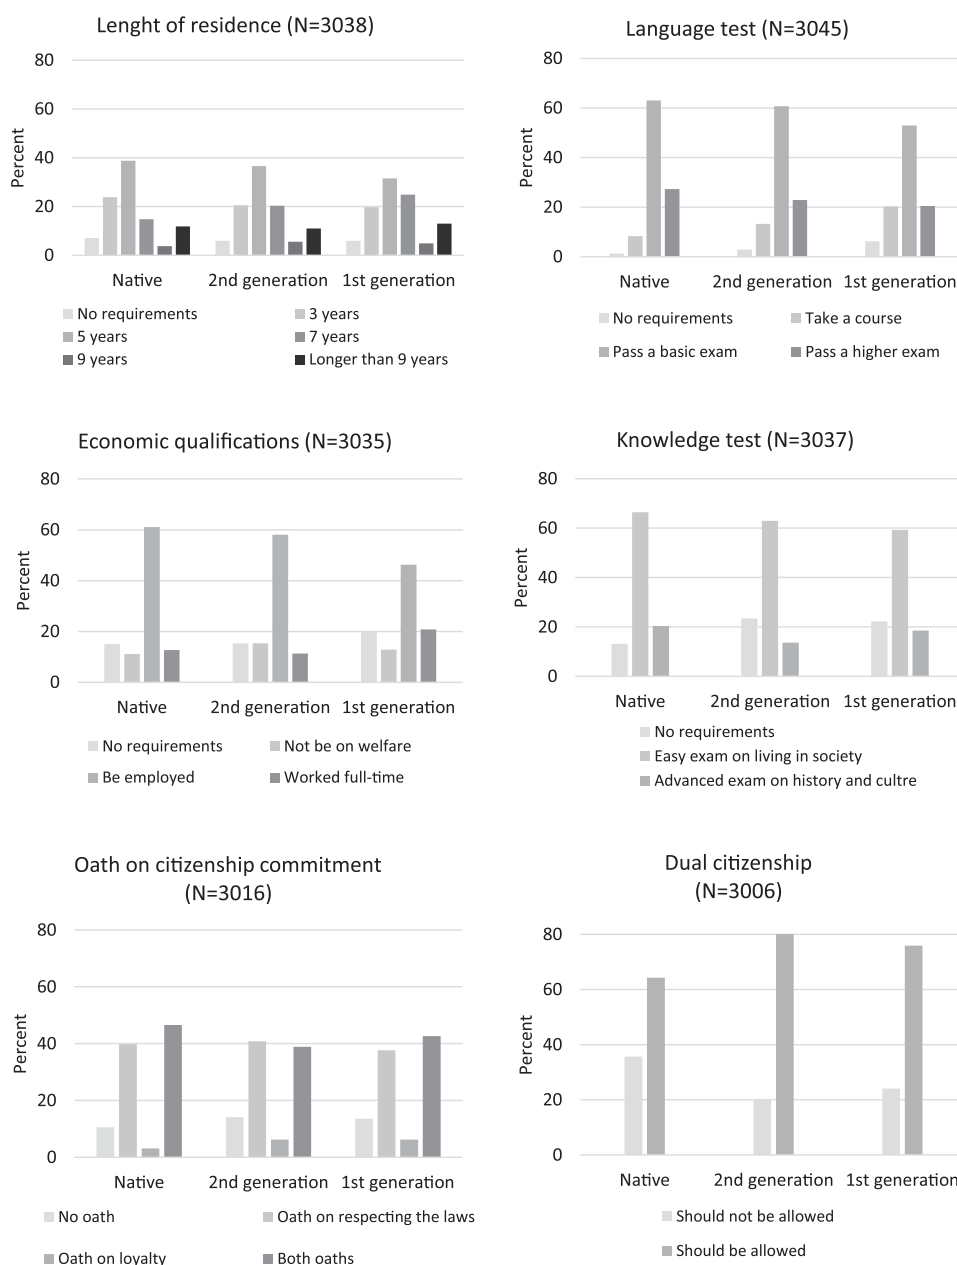 Lenght of residence (N=3038)
80
60
40
20
0
Percent
Native 2nd generation 1st generation
No requirements 3 years
5 years 7 years
9 years Longer than 9 years
Language test (N=3045)
80
60
40
20
0
Percent
Native 2nd generation 1st generation
No requirements Take a course
Pass a basic exam Pass a higher exam
Economic qualifications (N=3035)
80
60
40
20
0
Percent
Native 2nd generation 1st generation
No requirements Not be on welfare
Be employed Worked full-time
Knowledge test (N=3037)
80
60
40
20
0
Percent
Native 2nd generation 1st generation
No requirements
Easy exam on living in society
Advanced exam on history and cultre
Oath on citizenship commitment
(N=3016)
80
60
40
20
0
Percent
Native 2nd generation 1st generation
No oath Oath on respecting the laws
Oath on loyalty Both oaths
Dual citizenship
(N=3006)
80
60
40
20
0
Percent
Native 2nd generation 1st generation
Should not be allowed
Should be allowed